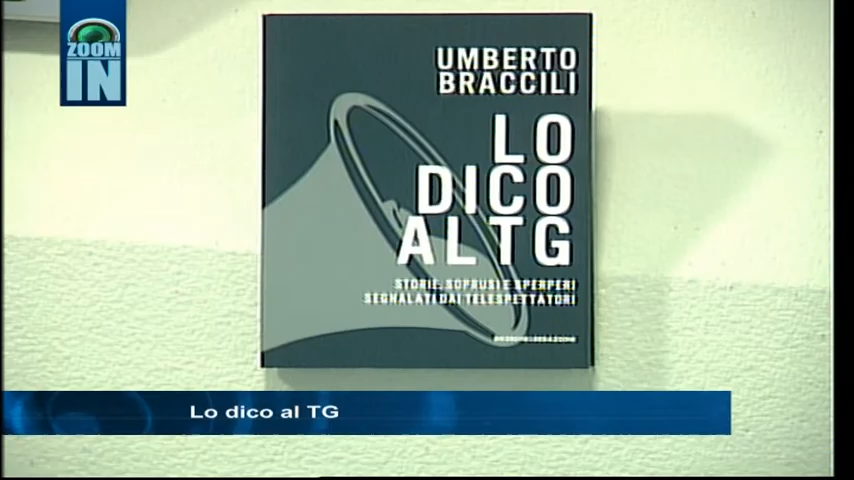 ZOOM
IN
UMBERTO
BRACCILI
LO
DICO
AL TG
STORIE, SOPRUSI E SPERPERI
SEGNALATI DAI TELESPETTATORI
Lo dico al TG